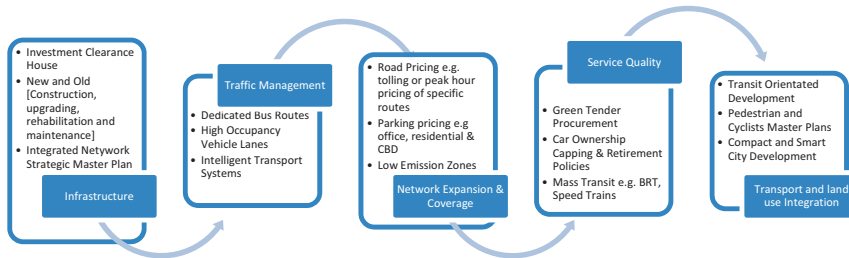 • Investment Clearance
House
• New and Old
[Construction,
upgrading,
rehabilitation and
maintenance]
• Integrated Netywork
Strategic Master Plan
Infrastructure
Traffic Management
• Dedicated Bus Routes
• High Occupancy
Vehicle Lanes
• Intelligent Transport
Systems
• Road Pricing e.g.
tolling or peak hour
pricing of specific
routes
• Parking pricing e.g
office, residential &
CBD
• Low Emission Zones
Network Expansion &
Coverage
Service Quality
• Green Tender
Procurement
• Car Ownership
Capping & Retirement
Policies
• Mass Transit e.g. BRT,
Speed Trains
• Transit Orientated
Development
• Pedestrian and
Cyclists Master Plans
• Compact and Smart
City Development
Transport and land
use Integration